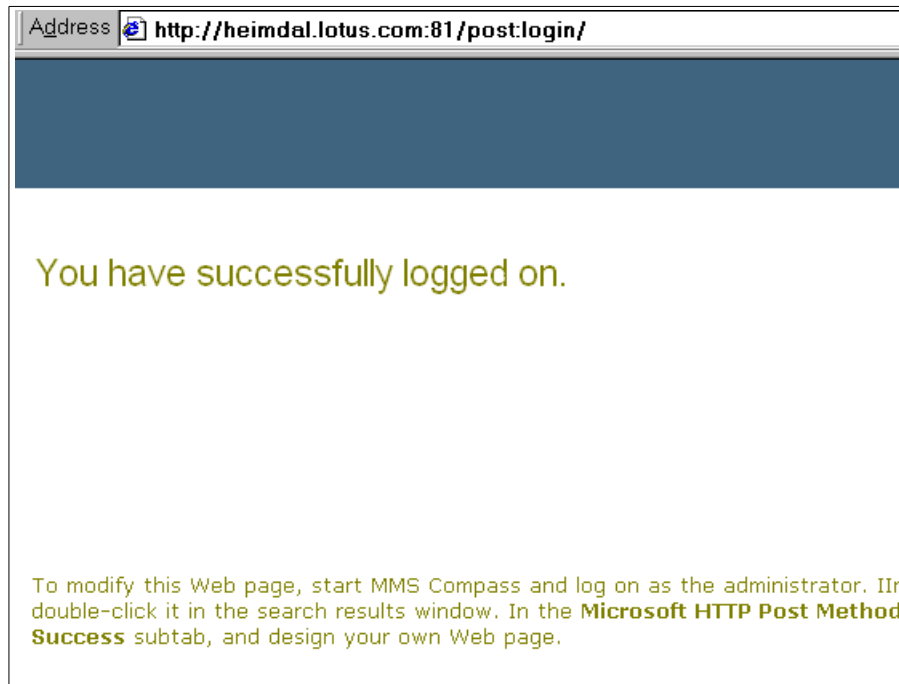 Address http://heimdal.lotus.com:81/post:login/
You have successfully logged on.
To modify this Web page, start MMS Compass and log on as the administrator. IIn
double-click it in the search results window. In the Microsoft HTTP Post Method
Success subtab, and design your own Web page.